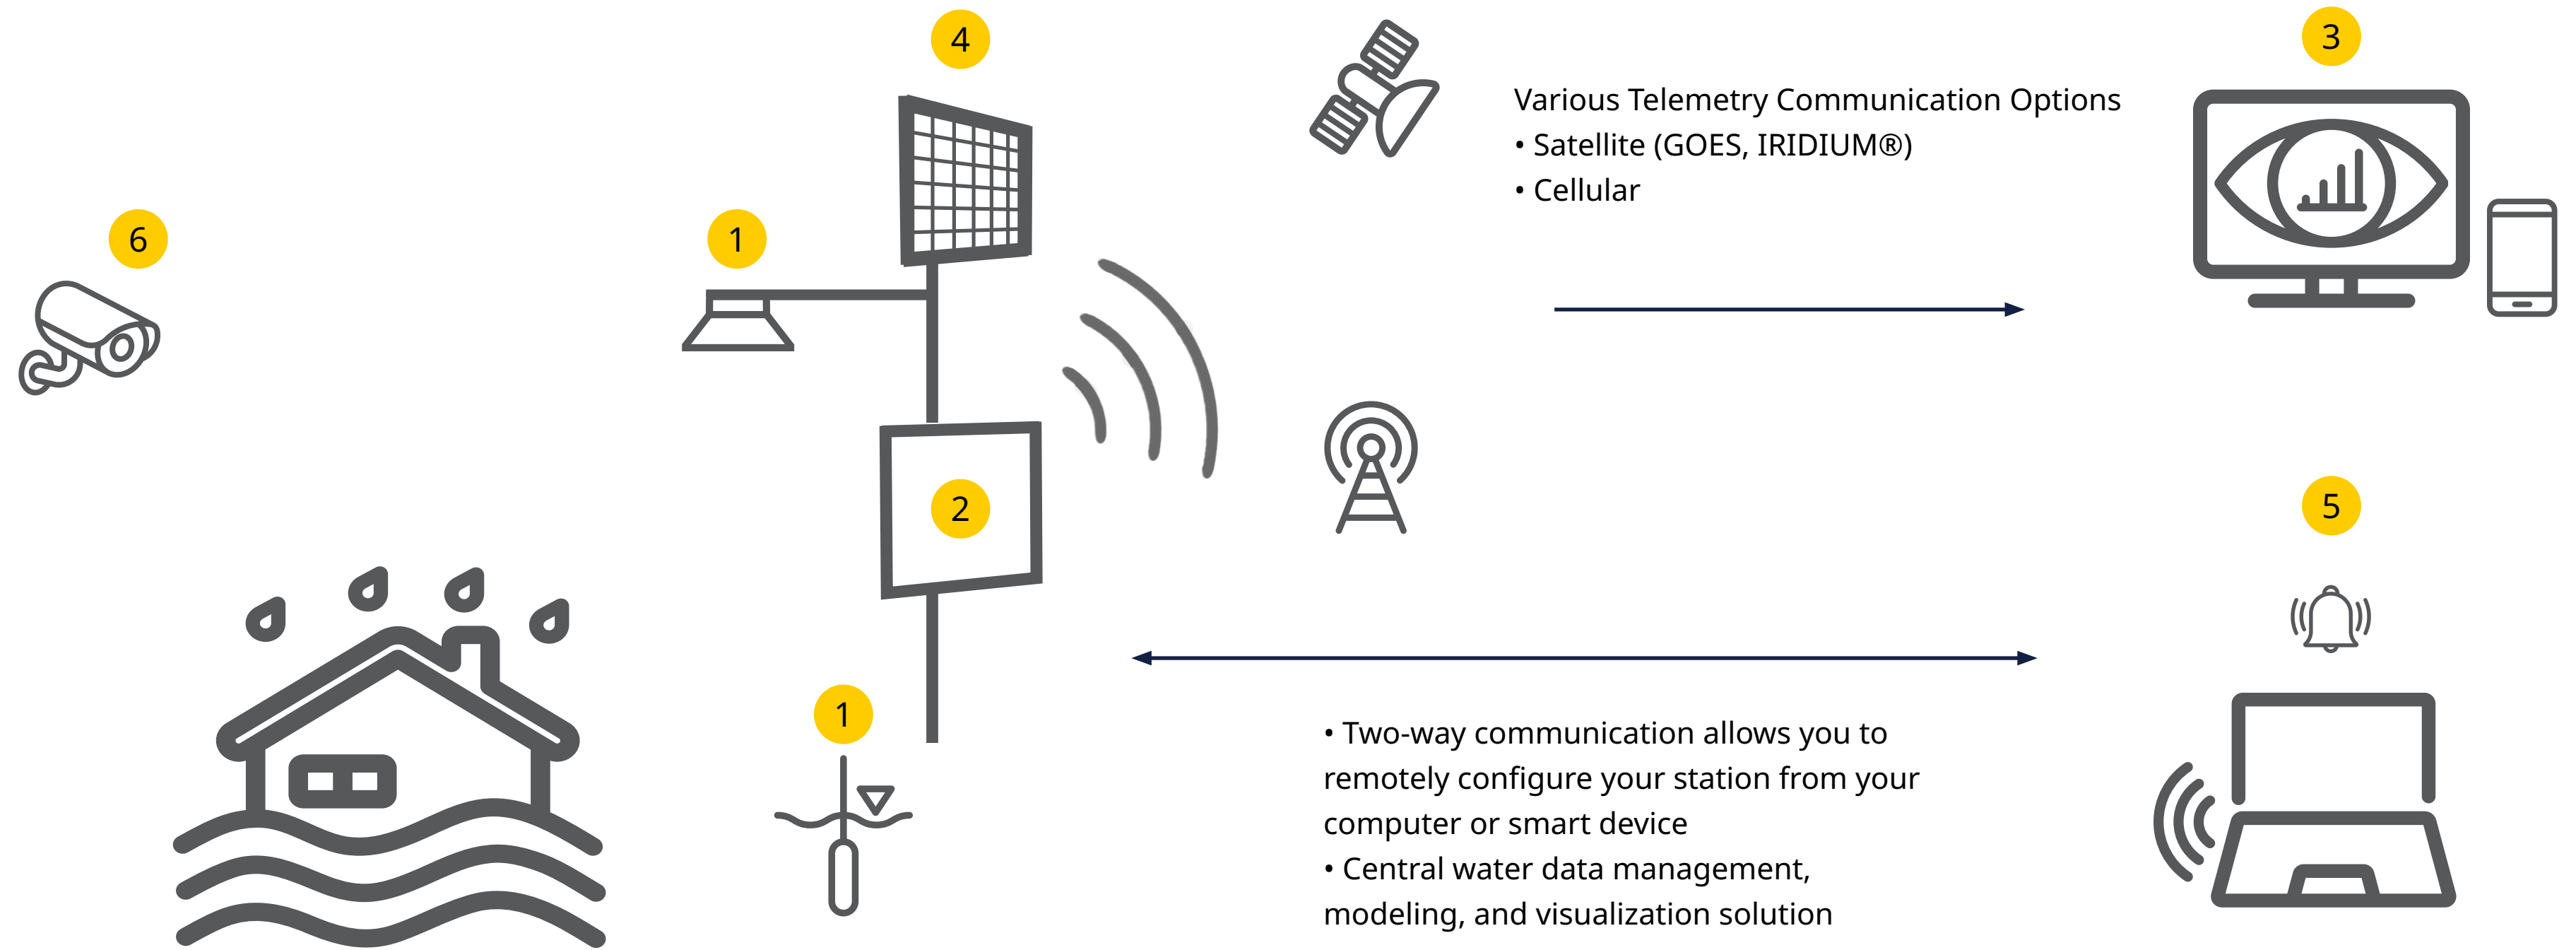 4
3
Various Telemetry Communication Options
• Satellite (GOES, IRIDIUM®)
• Cellular
6
1
2
5
1
• Two-way communication allows you to
remotely configure your station from your
computer or smart device
• Central water data management,
modeling, and visualization solution